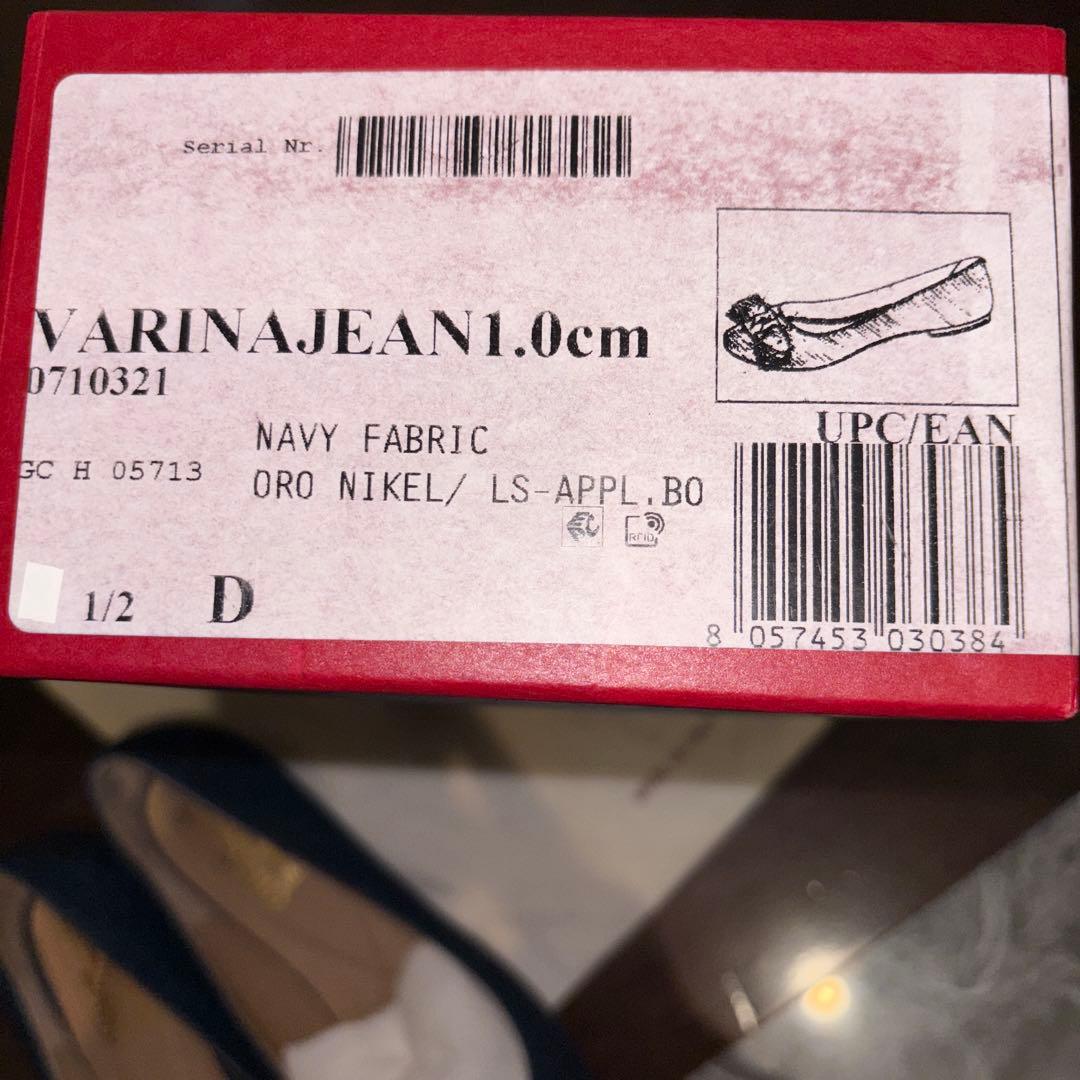 Serial Nr.
VARINAJEAN1.0cm
0710321
NAVY FABRIC
GC H 05713
ORO NIKEL/ LS-APPL.BO
RFID
1/2 D
UPC/EAN
8 057453 030384